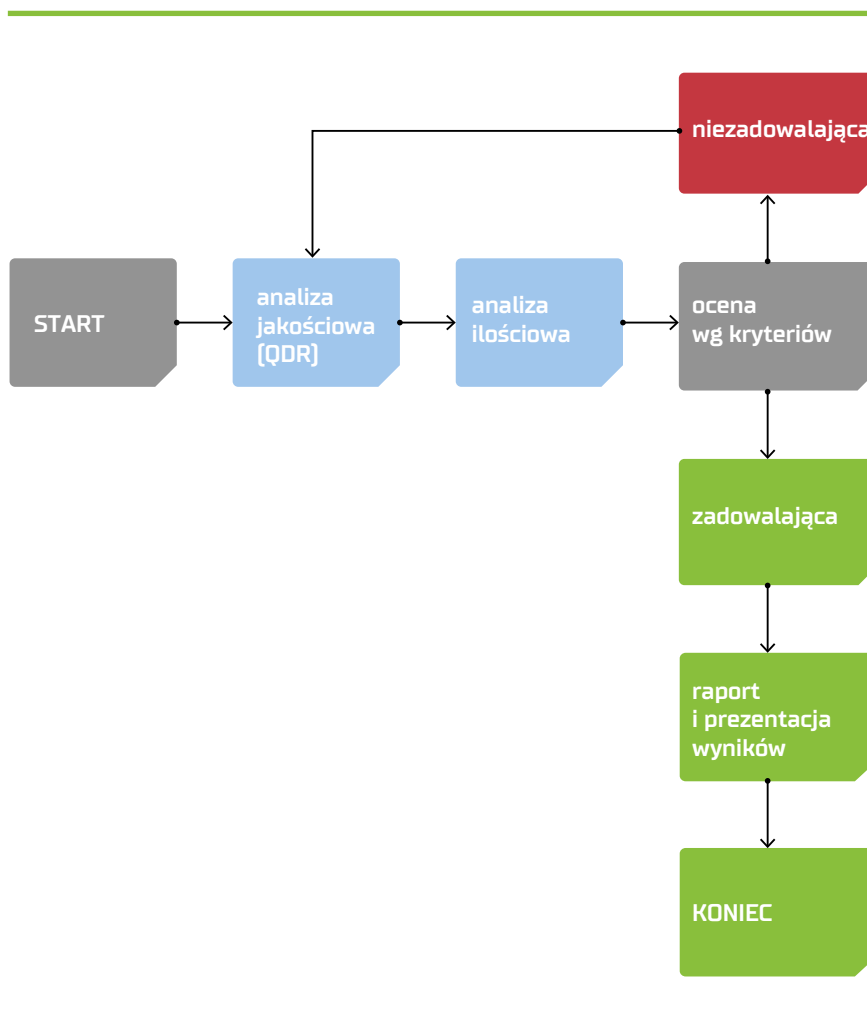 niezadowalająca
START
analiza
jakościowa
(QDR)
analiza
ilościowa
ocena
wg kryteriów
zadowalająca
raport
i prezentacja
wyników
KONIEC